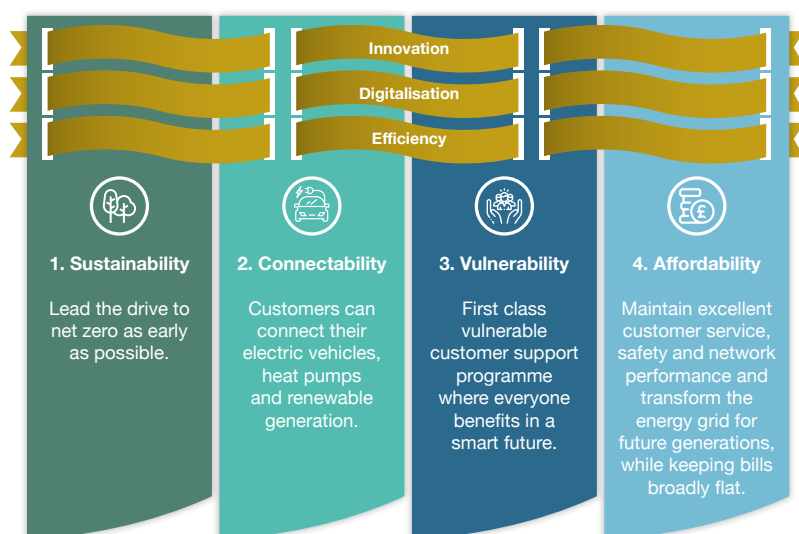 Innovation
Digitalisation
Efficiency
1. Sustainability
Lead the drive to
net zero as early
as possible.
2. Connectability
Customers can
connect their
electric vehicles,
heat pumps
and renewable
generation.
3. Vulnerability
First class
vulnerable
customer support
programme
where everyone
benefits in a
smart future.
4. Affordability
£
Maintain excellent
customer service,
safety and network
performance and
transform the
energy grid for
future generations,
while keeping bills
broadly flat.